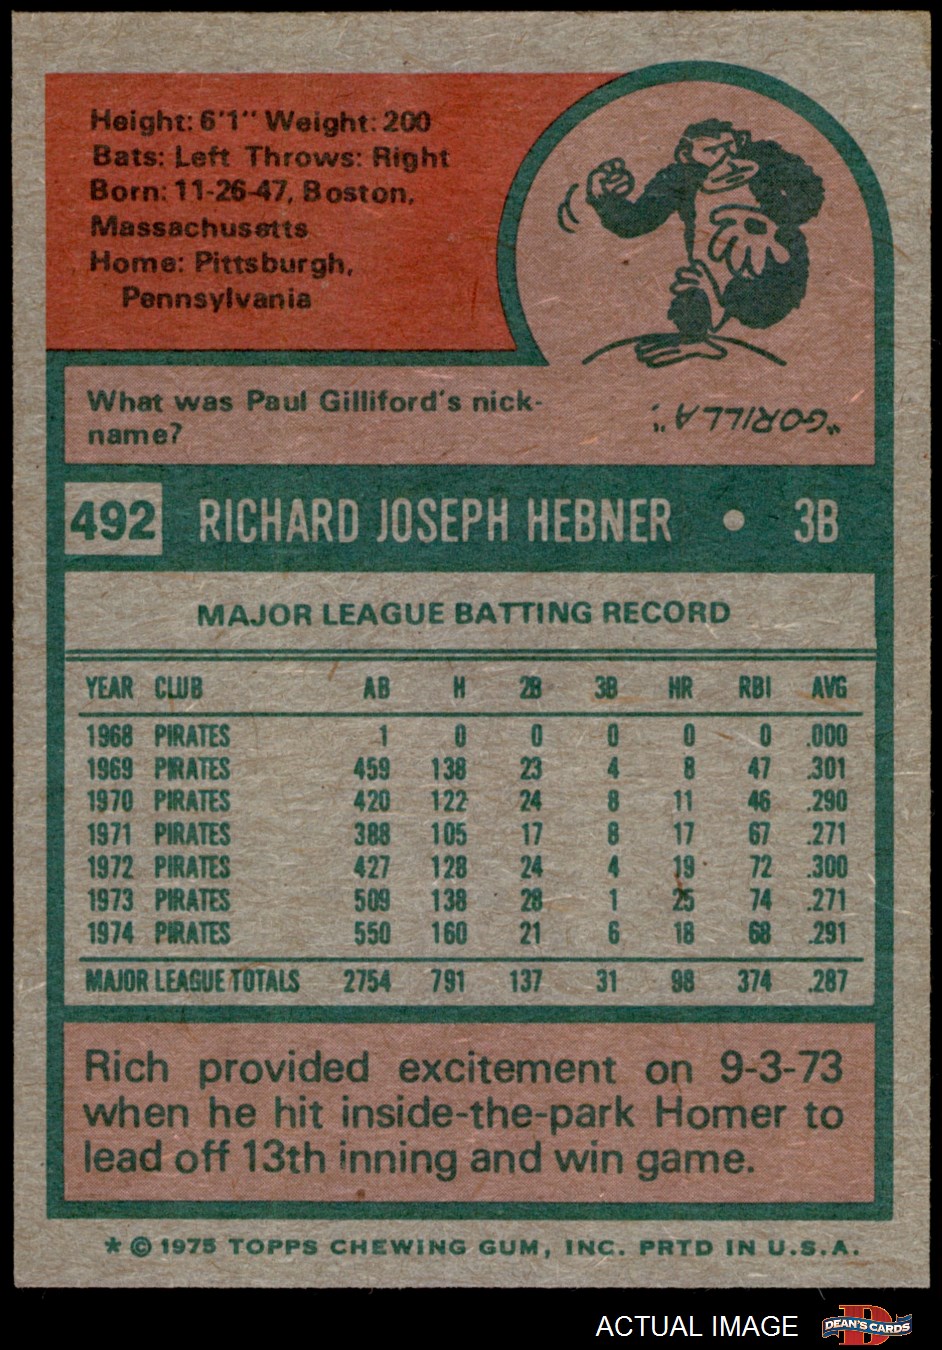 Height: 6'1" Weight: 200
Bats: Left Throws: Right
Born: 11-26-47, Boston,
Massachusetts
Home: Pittsburgh,
Pennsylvania
What was Paul Gilliford's nick-
name?
"GORILLA".
492 RICHARD JOSEPH HEBNER • 3B
MAJOR LEAGUE BATTING RECORD
YEAR CLUB AB H 2B 3B HR RBI AVG
1968 PIRATES 1 0 0 0 0 0 .000
1969 PIRATES 459 138 23 4 8 47 .301
1970 PIRATES 420 122 24 8 11 46 .290
1971 PIRATES 388 105 17 8 17 67 .271
1972 PIRATES 427 128 24 4 19 72 .300
1973 PIRATES 509 138 28 1 25 74 .271
1974 PIRATES 550 160 21 6 18 68 .291
MAJOR LEAGUE TOTALS 2754 791 137 31 98 374 .287
Rich provided excitement on 9-3-73
when he hit inside-the-park Homer to
lead off 13th inning and win game.
* © 1975 TOPPS CHEWING GUM, INC. PRTD IN U.S.A.
ACTUAL IMAGE
D
DEAN'S CARDS